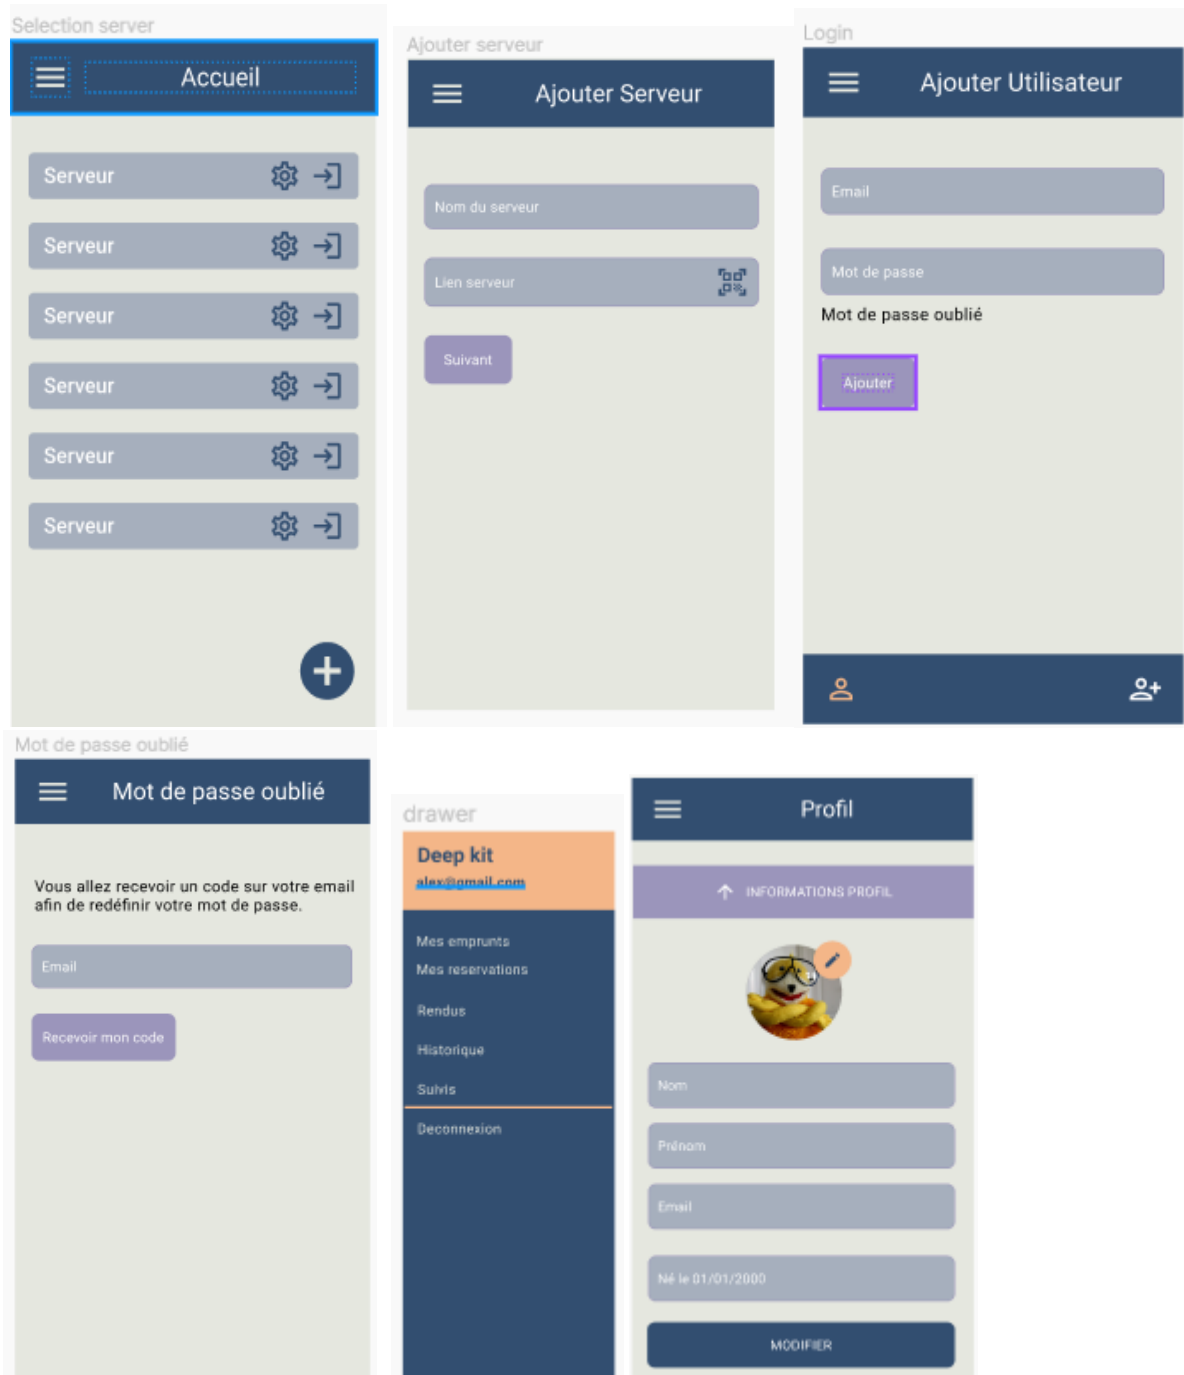 Selection server
Accueil
Serveur
Serveur
Serveur
Serveur
Serveur
Serveur
Ajouter serveur
Ajouter Serveur
Nom du serveur
Lien serveur
Suivant
Login
Ajouter Utilisateur
Email
Mot de passe
Mot de passe oublié
Ajouter
Mot de passe oublié
Mot de passe oublié
Vous allez recevoir un code sur votre email
afin de redéfinir votre mot de passe.
Email
Recevoir mon code
drawer
Deep kit
alex@gmail.com
Mes emprunts
Mes reservations
Rendus
Historique
Suivis
Deconnexion
Profil
INFORMATIONS PROFIL
Nom
Prénom
Email
Né le 01/01/2000
MODIFIER